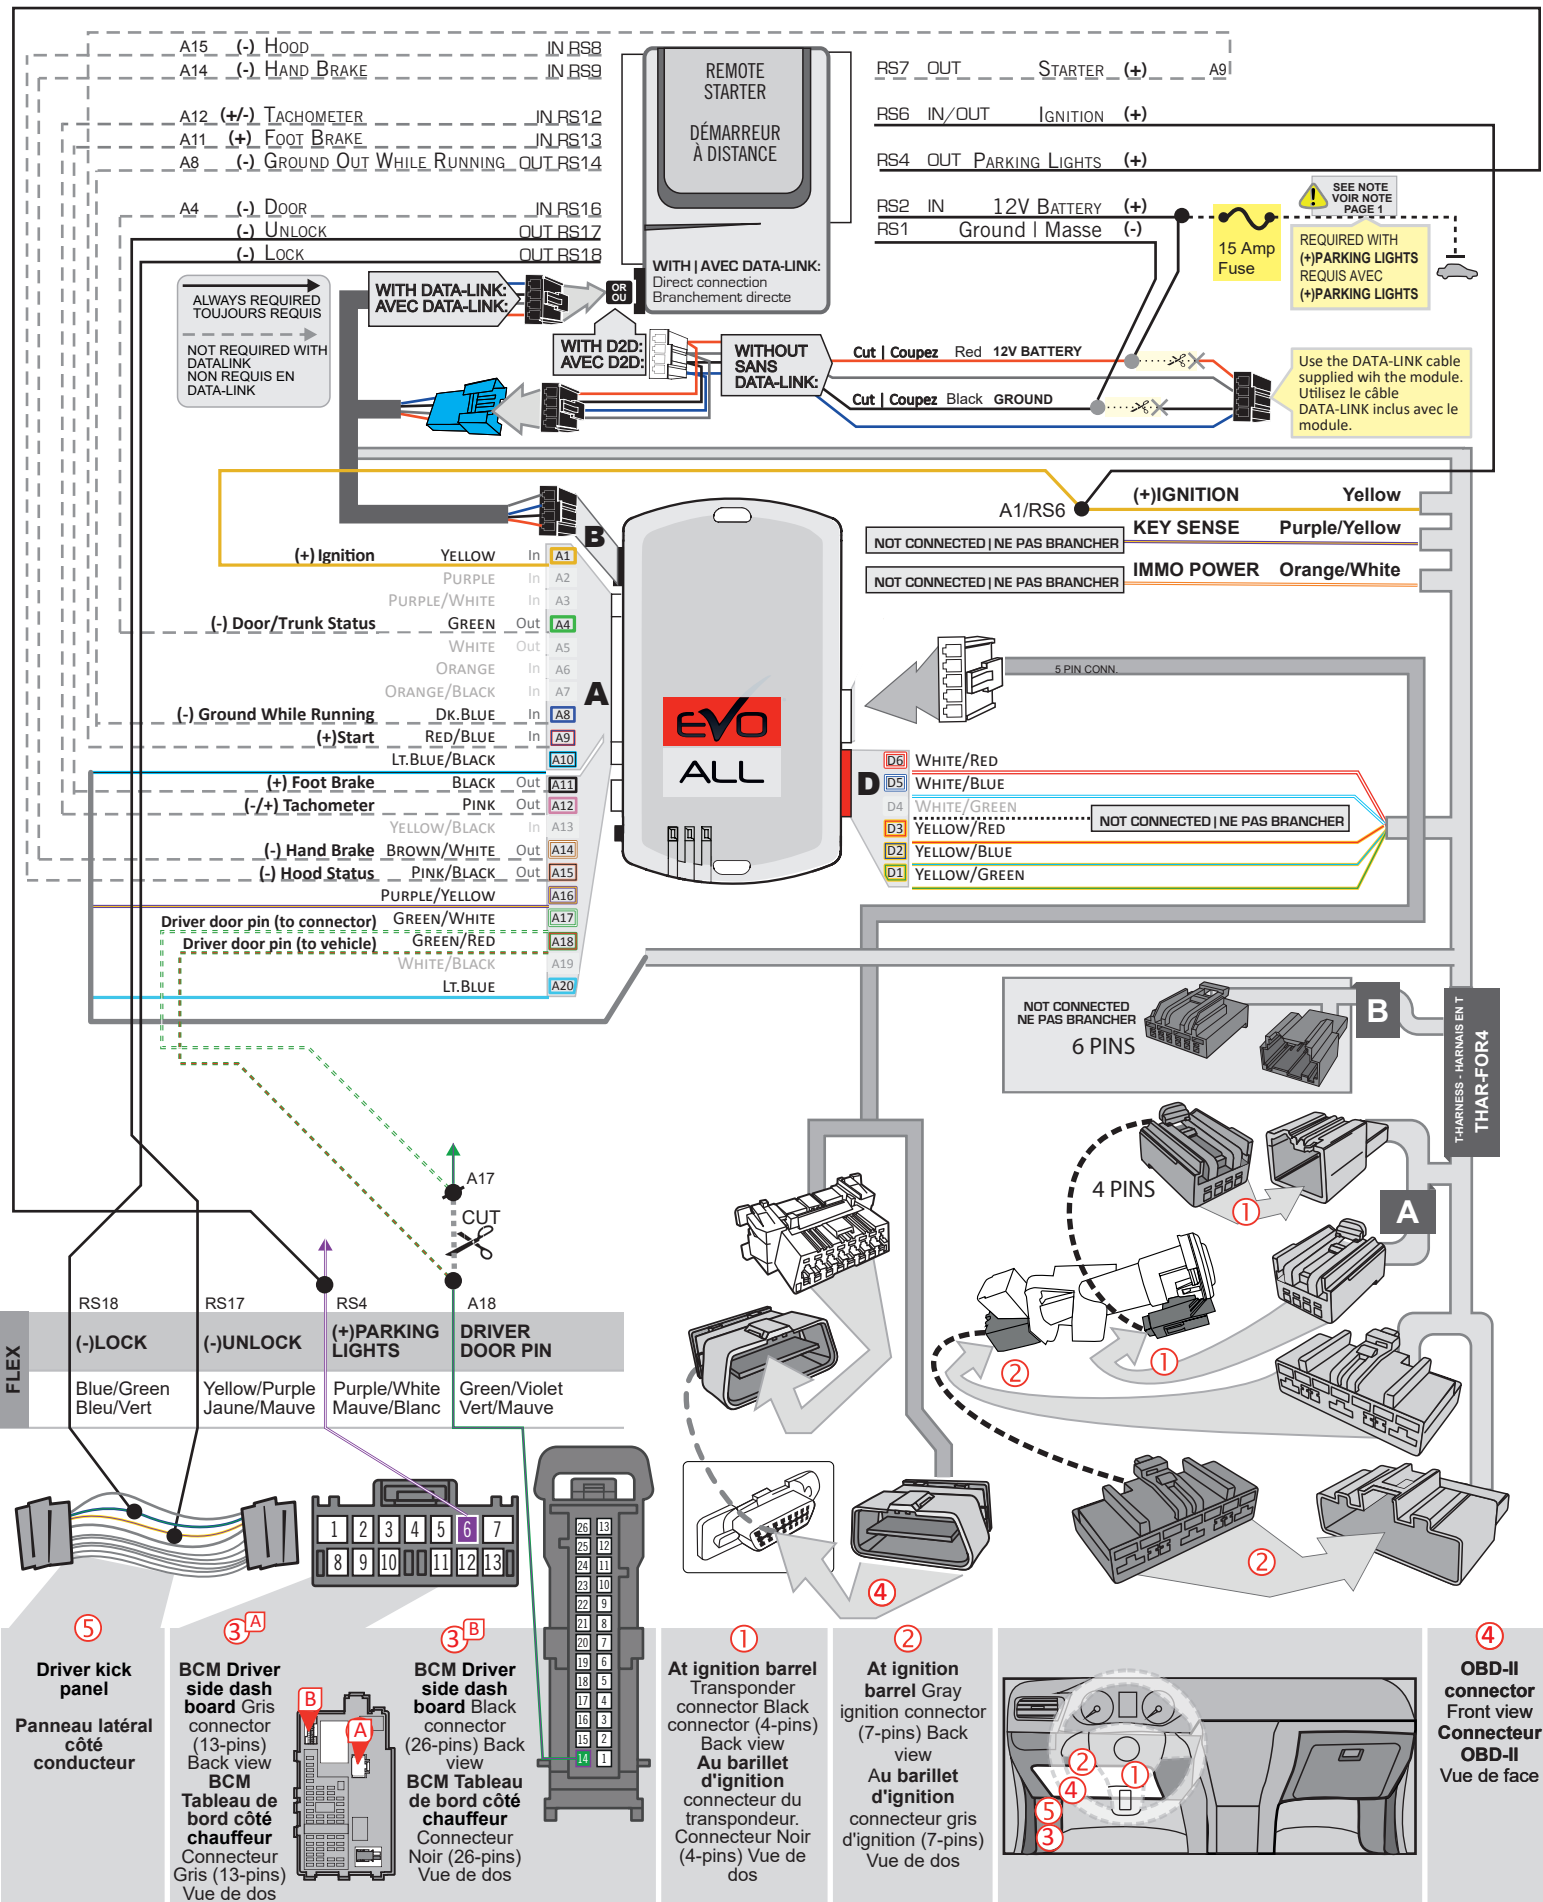 A15 (-) HOOD IN RS8
A14 (-) HAND BRAKE IN RS9
A12 (+/-) TACHOMETER IN RS12
A11 (+) FOOT BRAKE IN RS13
A8 (-) GROUND OUT WHILE RUNNING OUT RS14
A4 (-) DOOR IN RS16
(-) UNLOCK OUT RS17
(-) LOCK OUT RS18
REMOTE
STARTER
DÉMARREUR
À DISTANCE
WITH | AVEC DATA-LINK:
Direct connection
Branchement directe
RS7 OUT STARTER (+) A9
RS6 IN/OUT IGNITION (+)
RS4 OUT PARKING LIGHTS (+)
RS2 IN 12V BATTERY (+)
RS1 Ground | Masse (-)
SEE NOTE
VOIR NOTE
PAGE 1
15 Amp
Fuse
REQUIRED WITH
(+)PARKING LIGHTS
REQUIS AVEC
(+)PARKING LIGHTS
ALWAYS REQUIRED
TOUJOURS REQUIS
NOT REQUIRED WITH
DATALINK
NON REQUIS EN
DATA-LINK
WITH DATA-LINK:
AVEC DATA-LINK:
OR
OU
WITH D2D:
AVEC D2D:
WITHOUT
SANS
DATA-LINK:
Cut | Coupez Red 12V BATTERY
Cut | Coupez Black GROUND
Use the DATA-LINK cable
supplied wih the module.
Utilisez le câble
DATA-LINK inclus avec le
module.
A1/RS6
(+)IGNITION Yellow
NOT CONNECTED | NE PAS BRANCHER KEY SENSE Purple/Yellow
NOT CONNECTED | NE PAS BRANCHER IMMO POWER Orange/White
B
(+) Ignition YELLOW In A1
PURPLE In A2
PURPLE/WHITE In A3
(-) Door/Trunk Status GREEN Out A4
WHITE Out A5
ORANGE In A6
ORANGE/BLACK In A7
(-) Ground While Running DK.BLUE In A8
(+)Start RED/BLUE In A9
LT.BLUE/BLACK A10
(+) Foot Brake BLACK Out A11
(-/+) Tachometer PINK Out A12
YELLOW/BLACK In A13
(-) Hand Brake BROWN/WHITE Out A14
(-) Hood Status PINK/BLACK Out A15
PURPLE/YELLOW A16
Driver door pin (to connector) GREEN/WHITE A17
Driver door pin (to vehicle) GREEN/RED A18
WHITE/BLACK A19
LT.BLUE A20
A
EVO
ALL
5 PIN CONN.
D
D6 WHITE/RED
D5 WHITE/BLUE
D4 WHITE/GREEN
NOT CONNECTED | NE PAS BRANCHER
D3 YELLOW/RED
D2 YELLOW/BLUE
D1 YELLOW/GREEN
NOT CONNECTED
NE PAS BRANCHER
6 PINS
B
T-HARNESS - HARNAIS EN T
THAR-FOR4
4 PINS
1
A
1
2
2
4
A17
CUT
FLEX
RS18 RS17 RS4 A18
(-)LOCK
(-)UNLOCK
(+)PARKING
LIGHTS
DRIVER
DOOR PIN
Blue/Green
Bleu/Vert
Yellow/Purple
Jaune/Mauve
Purple/White
Mauve/Blanc
Green/Violet
Vert/Mauve
1 2 3 4 5 6 7
8 9 10 11 12 13
26 13
25 12
24 11
23 10
22 9
21 8
20 7
19 6
18 5
17 4
16 3
15 2
14 1
5
Driver kick
panel
Panneau latéral
côté
conducteur
3 A
BCM Driver
side dash
board Gris
connector
(13-pins)
Back view
BCM
Tableau de
bord côté
chauffeur
Connecteur
Gris (13-pins)
Vue de dos
B
A
3 B
BCM Driver
side dash
board Black
connector
(26-pins) Back
view
BCM Tableau
de bord côté
chauffeur
Connecteur
Noir (26-pins)
Vue de dos
1
At ignition barrel
Transponder
connector Black
connector (4-pins)
Back view
Au barillet
d'ignition
connecteur du
transpondeur.
Connecteur Noir
(4-pins) Vue de
dos
2
At ignition
barrel Gray
ignition connector
(7-pins) Back
view
Au barillet
d'ignition
connecteur gris
d'ignition (7-pins)
Vue de dos
2
1
4
5
3
4
OBD-II
connector
Front view
Connecteur
OBD-II
Vue de face